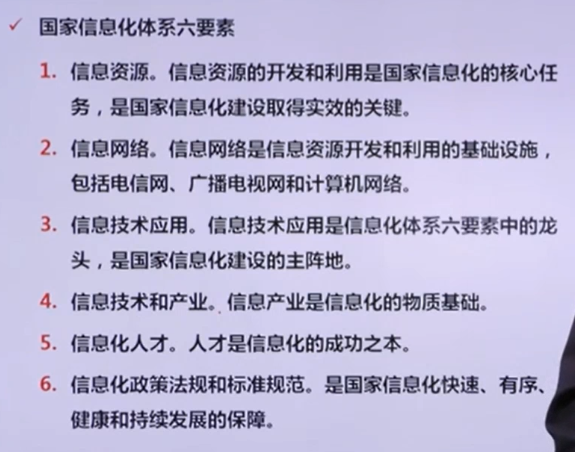 国家信息化体系六要素
1. 信息资源。信息资源的开发和利用是国家信息化的核心任
务，是国家信息化建设取得实效的关键。
2. 信息网络。信息网络是信息资源开发和利用的基础设施，
包括电信网、广播电视网和计算机网络。
3. 信息技术应用。信息技术应用是信息化体系六要素中的龙
头，是国家信息化建设的主阵地。
4. 信息技术和产业。信息产业是信息化的物质基础。
5. 信息化人才。人才是信息化的成功之本。
6. 信息化政策法规和标准规范。是国家信息化快速、有序、
健康和持续发展的保障。